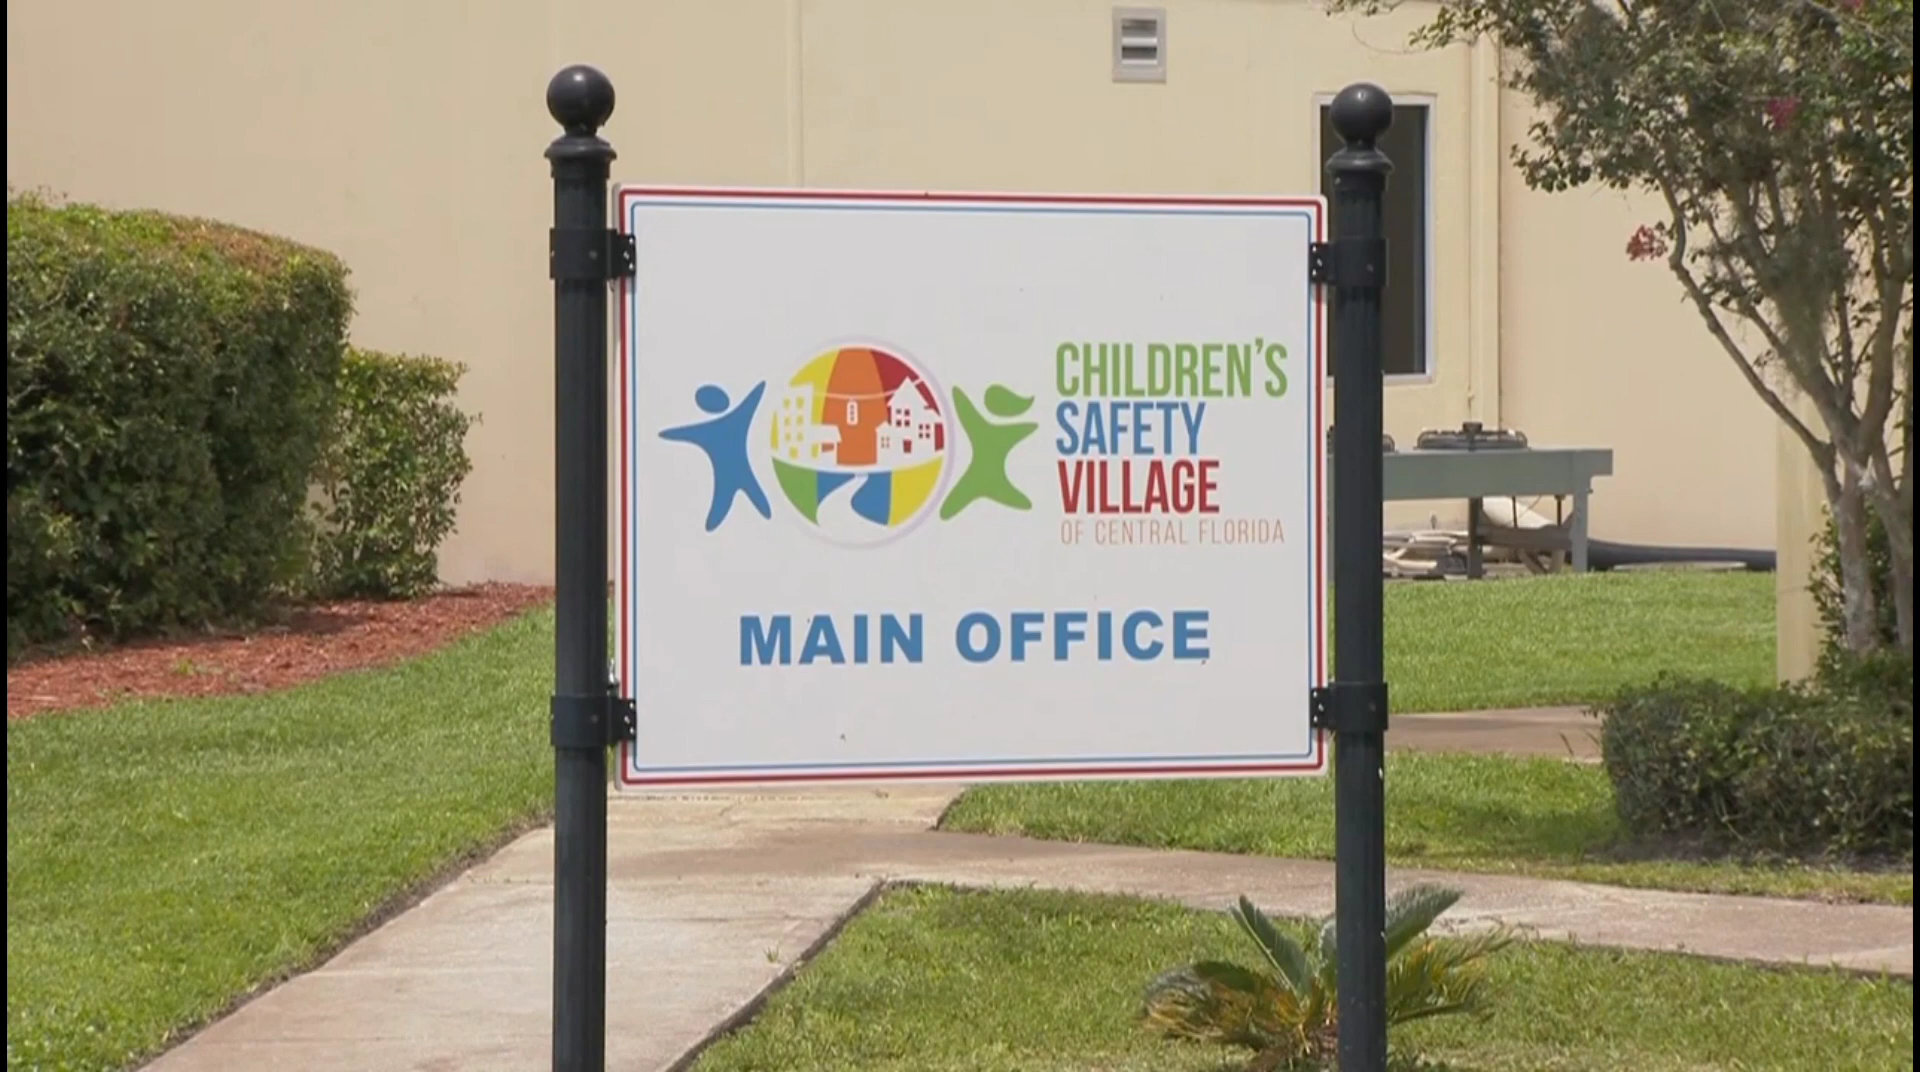 CHILDREN'S
SAFETY
VILLAGE
OF CENTRAL FLORIDA
MAIN OFFICE